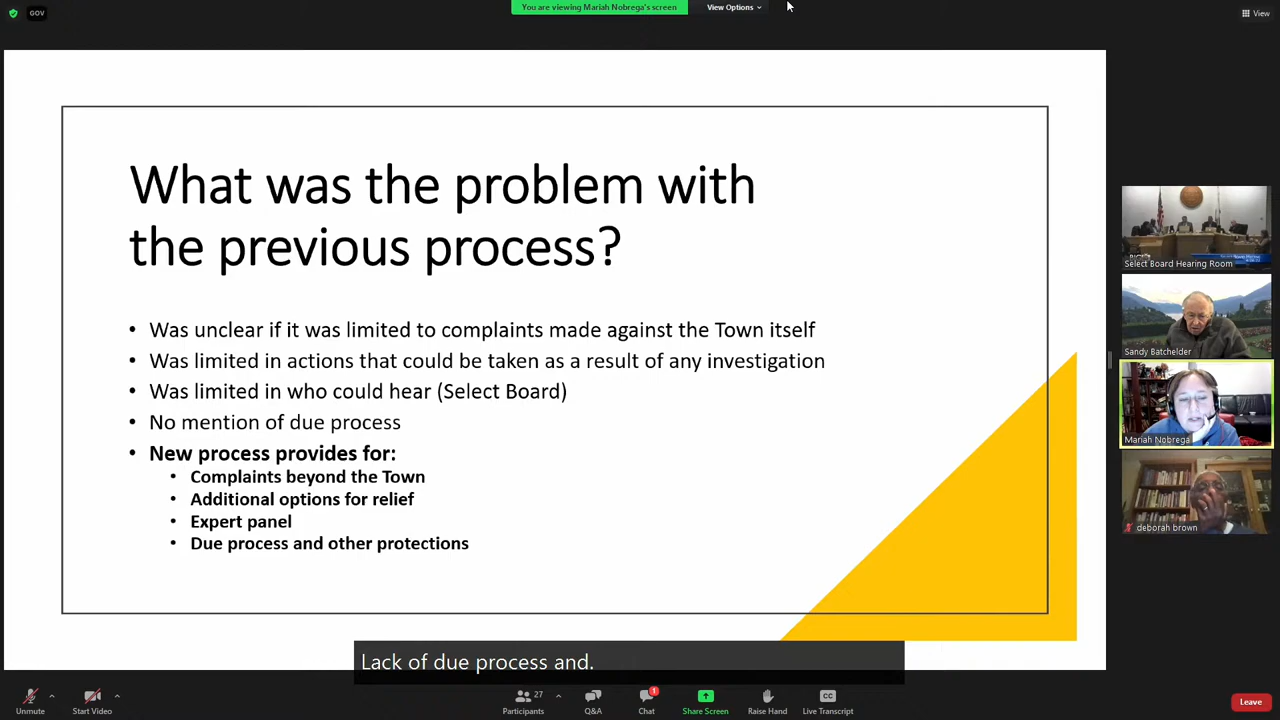 GOV
You are viewing Mariah Nobrega's screen
View Options
View
What was the problem with
the previous process?
• Was unclear if it was limited to complaints made against the Town itself
• Was limited in actions that could be taken as a result of any investigation
• Was limited in who could hear (Select Board)
• No mention of due process
• New process provides for:
• Complaints beyond the Town
• Additional options for relief
• Expert panel
• Due process and other protections
Select Board Hearing Room
Sandy Batchelder
Mariah Nobrega
deborah brown
Lack of due process and.
Unmute
Start Video
27
Participants
Q&A
1
Chat
Share Screen
Raise Hand
CC
Live Transcript
Leave